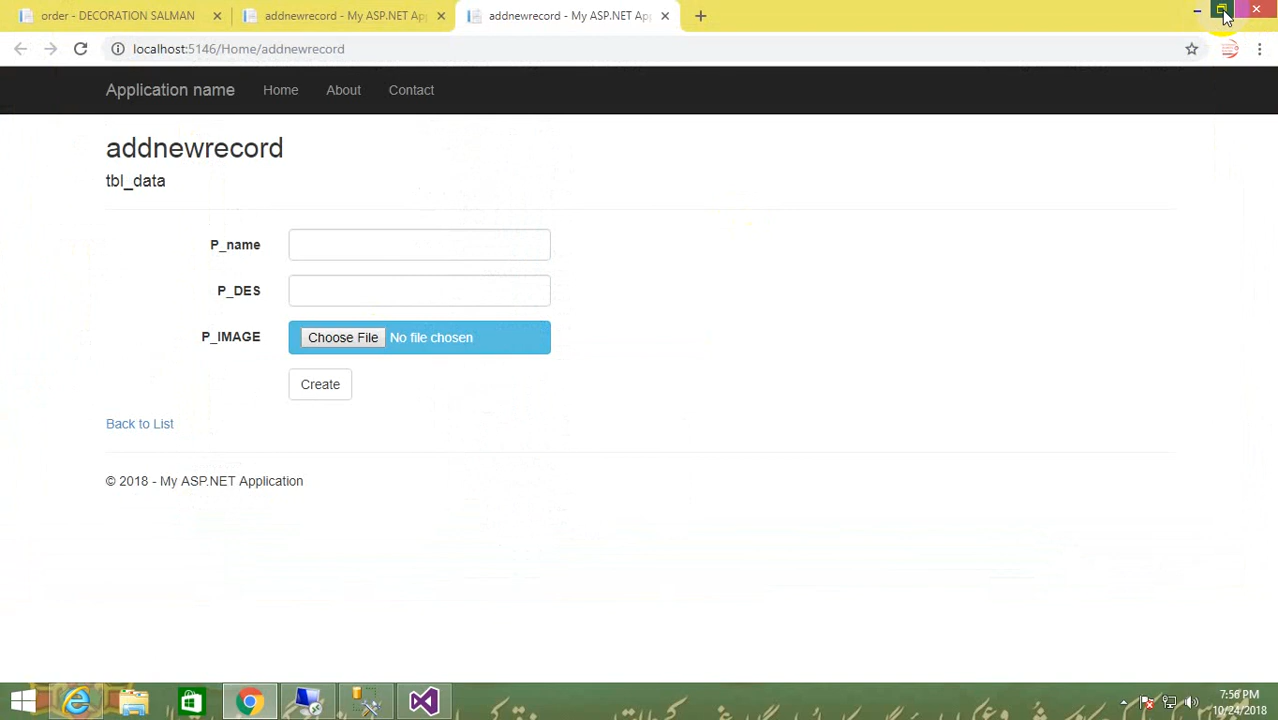 order - DECORATION SALMAN
addnewrecord - My ASP.NET Ap
addnewrecord - My ASP.NET Ap
localhost:5146/Home/addnewrecord
Application name Home About Contact
addnewrecord
tbl_data
P_name
P_DES
P_IMAGE Choose File No file chosen
Create
Back to List
© 2018 - My ASP.NET Application
7:56 PM
10/24/2018